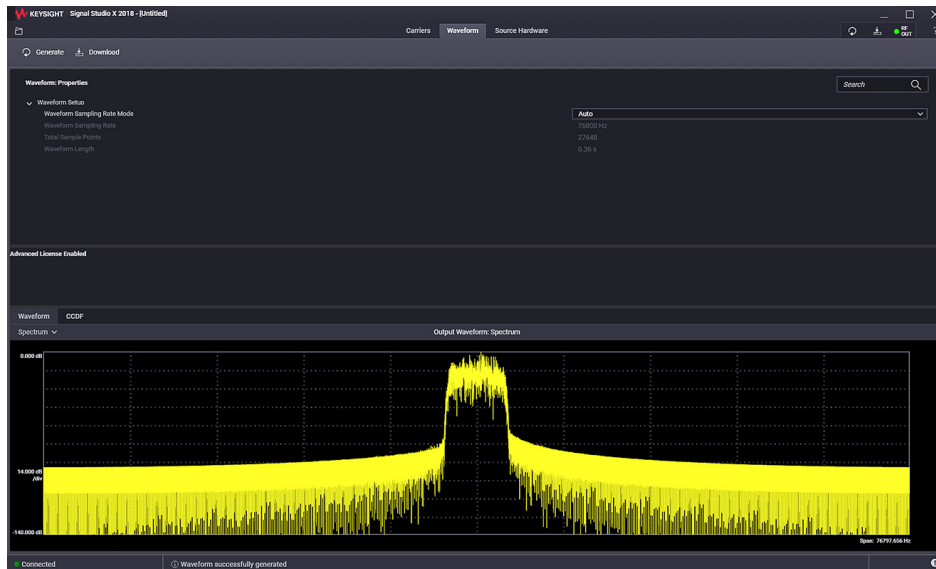 KEYSIGHT Signal Studio X 2018 - [Untitled]
Carriers Waveform Source Hardware RF OUT ?
Generate Download
Waveform: Properties Search
Waveform Setup
Waveform Sampling Rate Mode Auto
Waveform Sampling Rate 76800 Hz
Total Sample Points 27648
Waveform Length 0.36 s
Advanced License Enabled
Waveform CCDF
Spectrum Output Waveform: Spectrum
0.000 dB
14.000 dB
/div
-140.000 dB
Span: 76797.656 Hz
Connected Waveform successfully generated